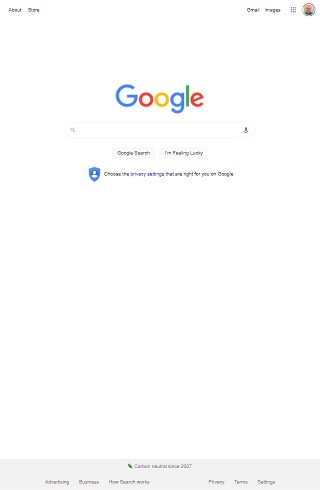 About Store Gmail Images
Google
Google Search I'm Feeling Lucky
Choose the privacy settings that are right for you on Google
Carbon neutral since 2007
Advertising Business How Search works Privacy Terms Settings